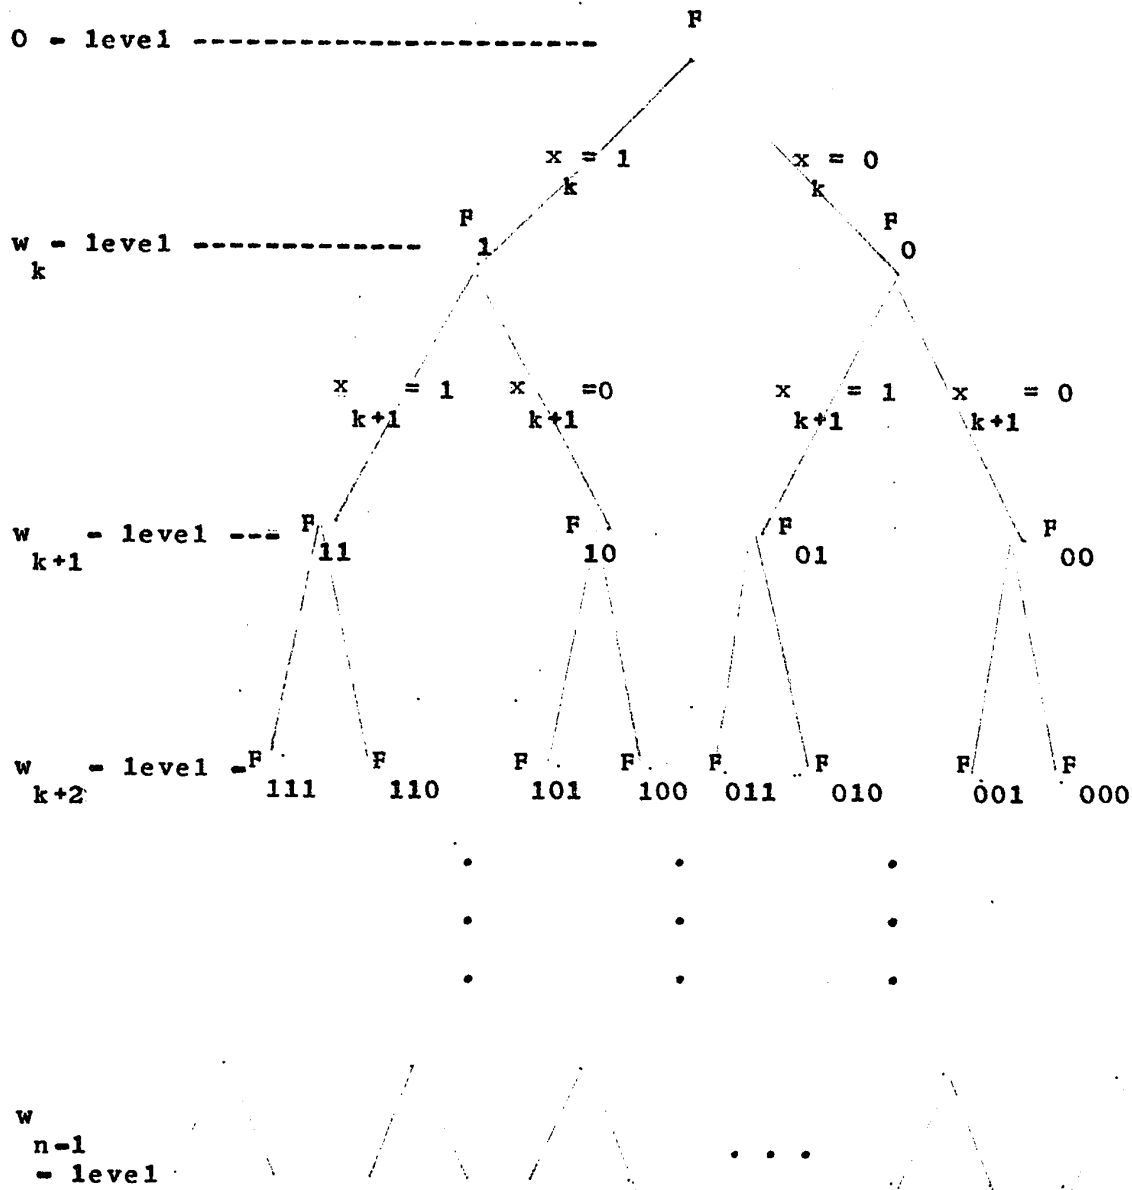 F
0 - level -----------------------
x = 1 x = 0
k k
F F
w - level ------------- 1 0
k
x = 1 x =0 x = 1 x = 0
k+1 k+1 k+1 k+1
w - level --- F F F F
k+1 11 10 01 00
w - level - F F F F F F F F
k+2 111 110 101 100 011 010 001 000
. . .
. . .
. . .
w
n-1 . . .
- level